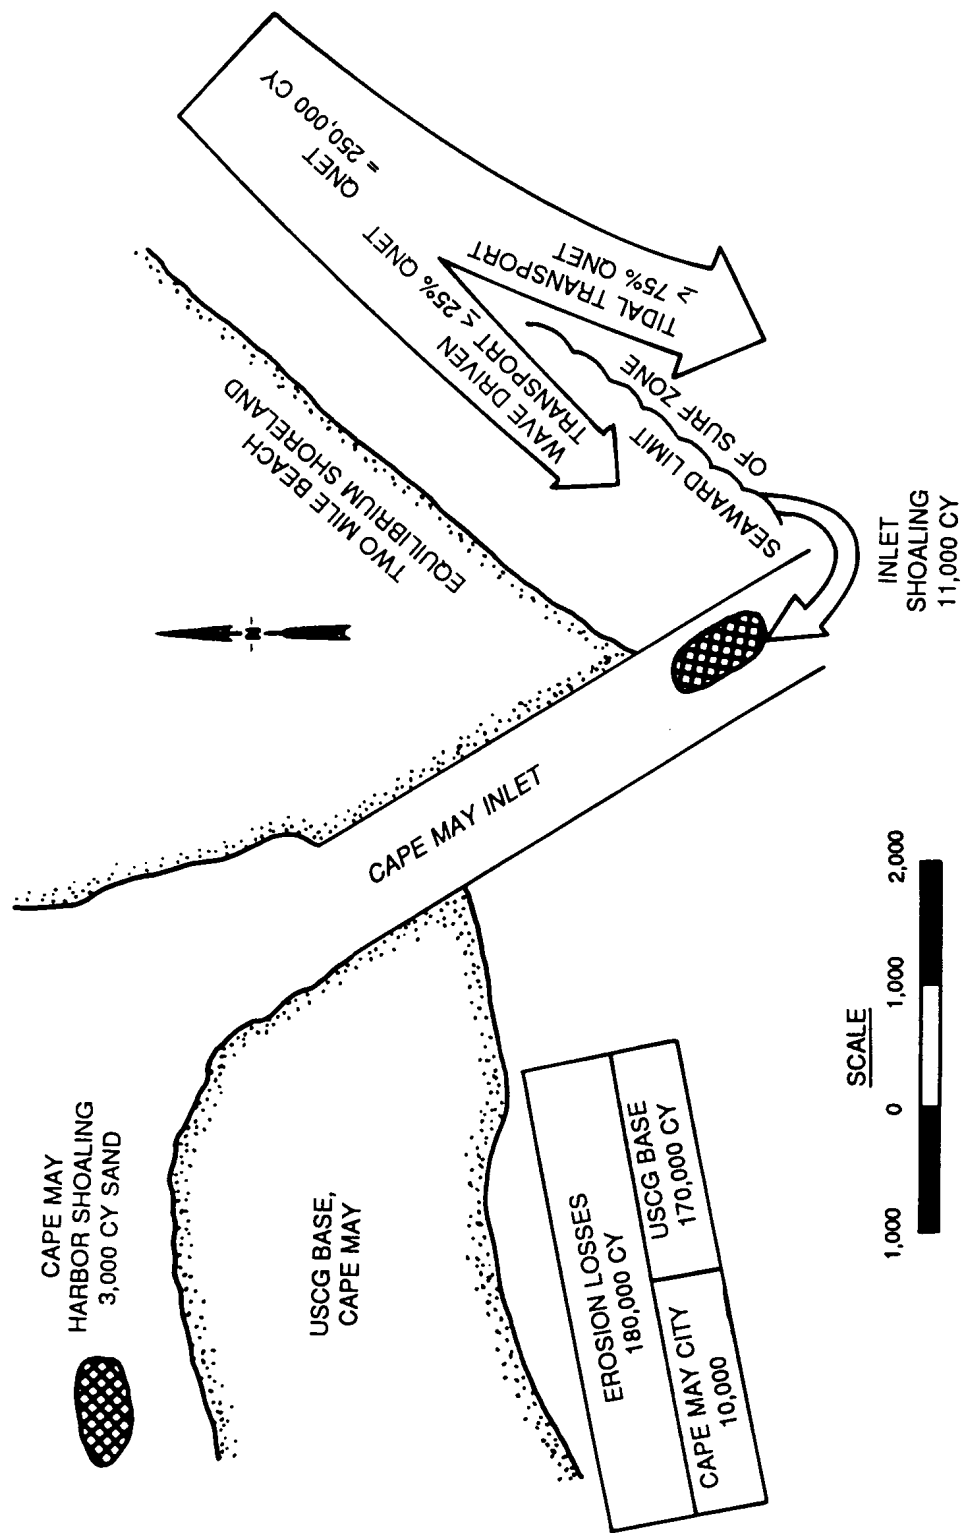 CAPE MAY
HARBOR SHOALING
3,000 CY SAND
USCG BASE,
CAPE MAY
EROSION LOSSES
180,000 CY
CAPE MAY CITY
10,000
USCG BASE
170,000 CY
CAPE MAY INLET
N
TWO MILE BEACH
EQUILIBRIUM SHORELAND
QNET
= 250,000 CY
WAVE DRIVEN
TRANSPORT ≤ 25% QNET
TIDAL TRANSPORT
≥ 75% QNET
SEAWARD LIMIT
OF SURF ZONE
INLET
SHOALING
11,000 CY
SCALE
1,000 0 1,000 2,000